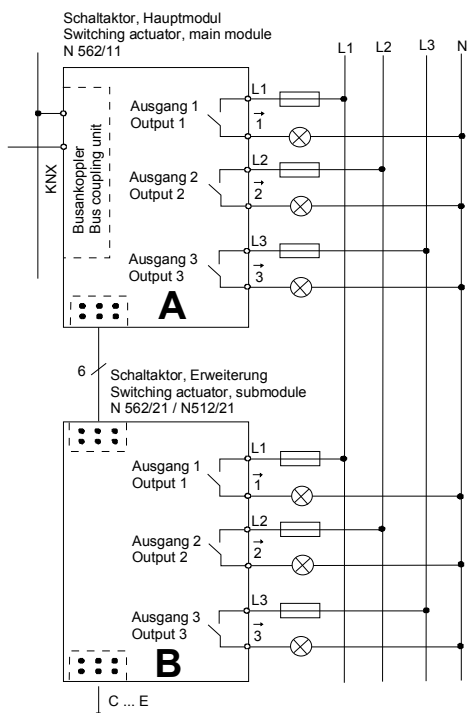 Schaltaktor, Hauptmodul
Switching actuator, main module
N 562/11
L1
L2
L3
N
KNX
Busankoppler
Bus coupling unit
Ausgang 1
Output 1
L1
→
1
Ausgang 2
Output 2
L2
→
2
Ausgang 3
Output 3
L3
→
3
A
6
Schaltaktor, Erweiterung
Switching actuator, submodule
N 562/21 / N512/21
Ausgang 1
Output 1
L1
→
1
Ausgang 2
Output 2
L2
→
2
Ausgang 3
Output 3
L3
→
3
B
C ... E